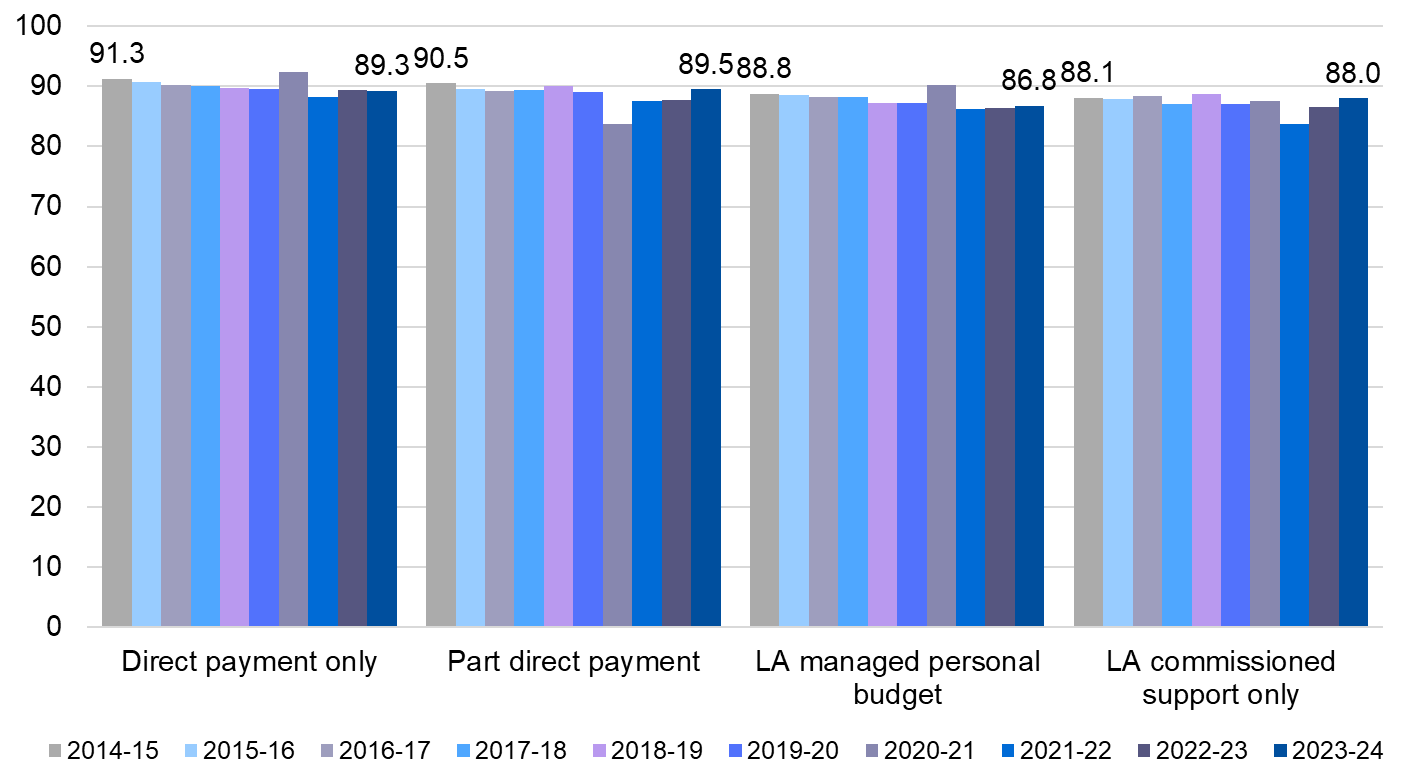 100
90
80
70
60
50
40
30
20
10
0
91.3
89.3
90.5
89.5
88.8
86.8
88.1
88.0
Direct payment only
Part direct payment
LA managed personal
budget
LA commissioned
support only
2014-15 2015-16 2016-17 2017-18 2018-19 2019-20 2020-21 2021-22 2022-23 2023-24